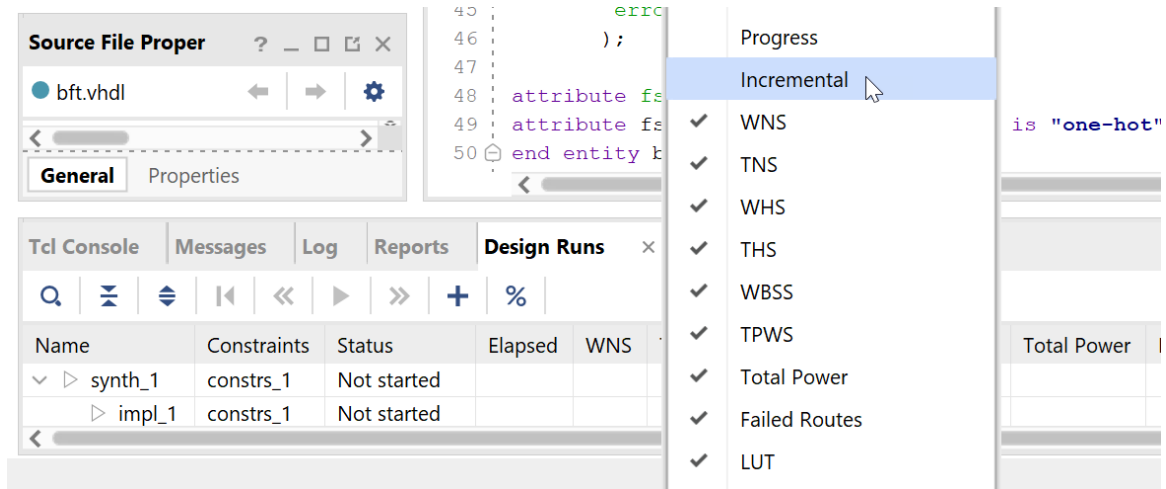 Source File Proper
bft.vhdl
General Properties
45 erro
46 );
47
48 attribute fs
49 attribute fs is "one-hot"
50 end entity b
Progress
Incremental
WNS
TNS
WHS
THS
WBSS
TPWS
Total Power
Failed Routes
LUT
Tcl Console Messages Log Reports Design Runs
Name Constraints Status Elapsed WNS Total Power
synth_1 constrs_1 Not started
impl_1 constrs_1 Not started